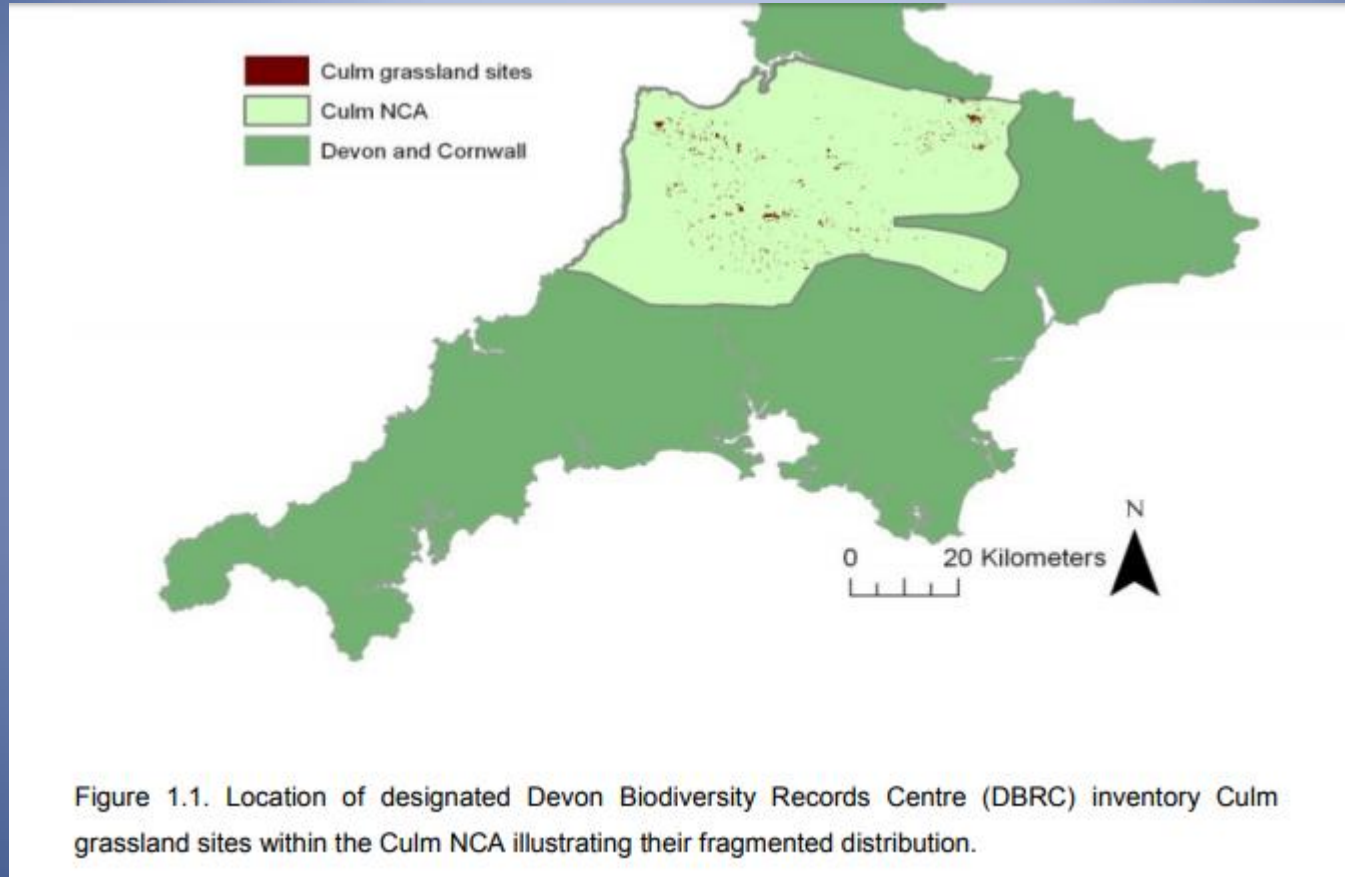 Culm grassland sites
Culm NCA
Devon and Cornwall
N
0 20 Kilometers
Figure 1.1. Location of designated Devon Biodiversity Records Centre (DBRC) inventory Culm
grassland sites within the Culm NCA illustrating their fragmented distribution.